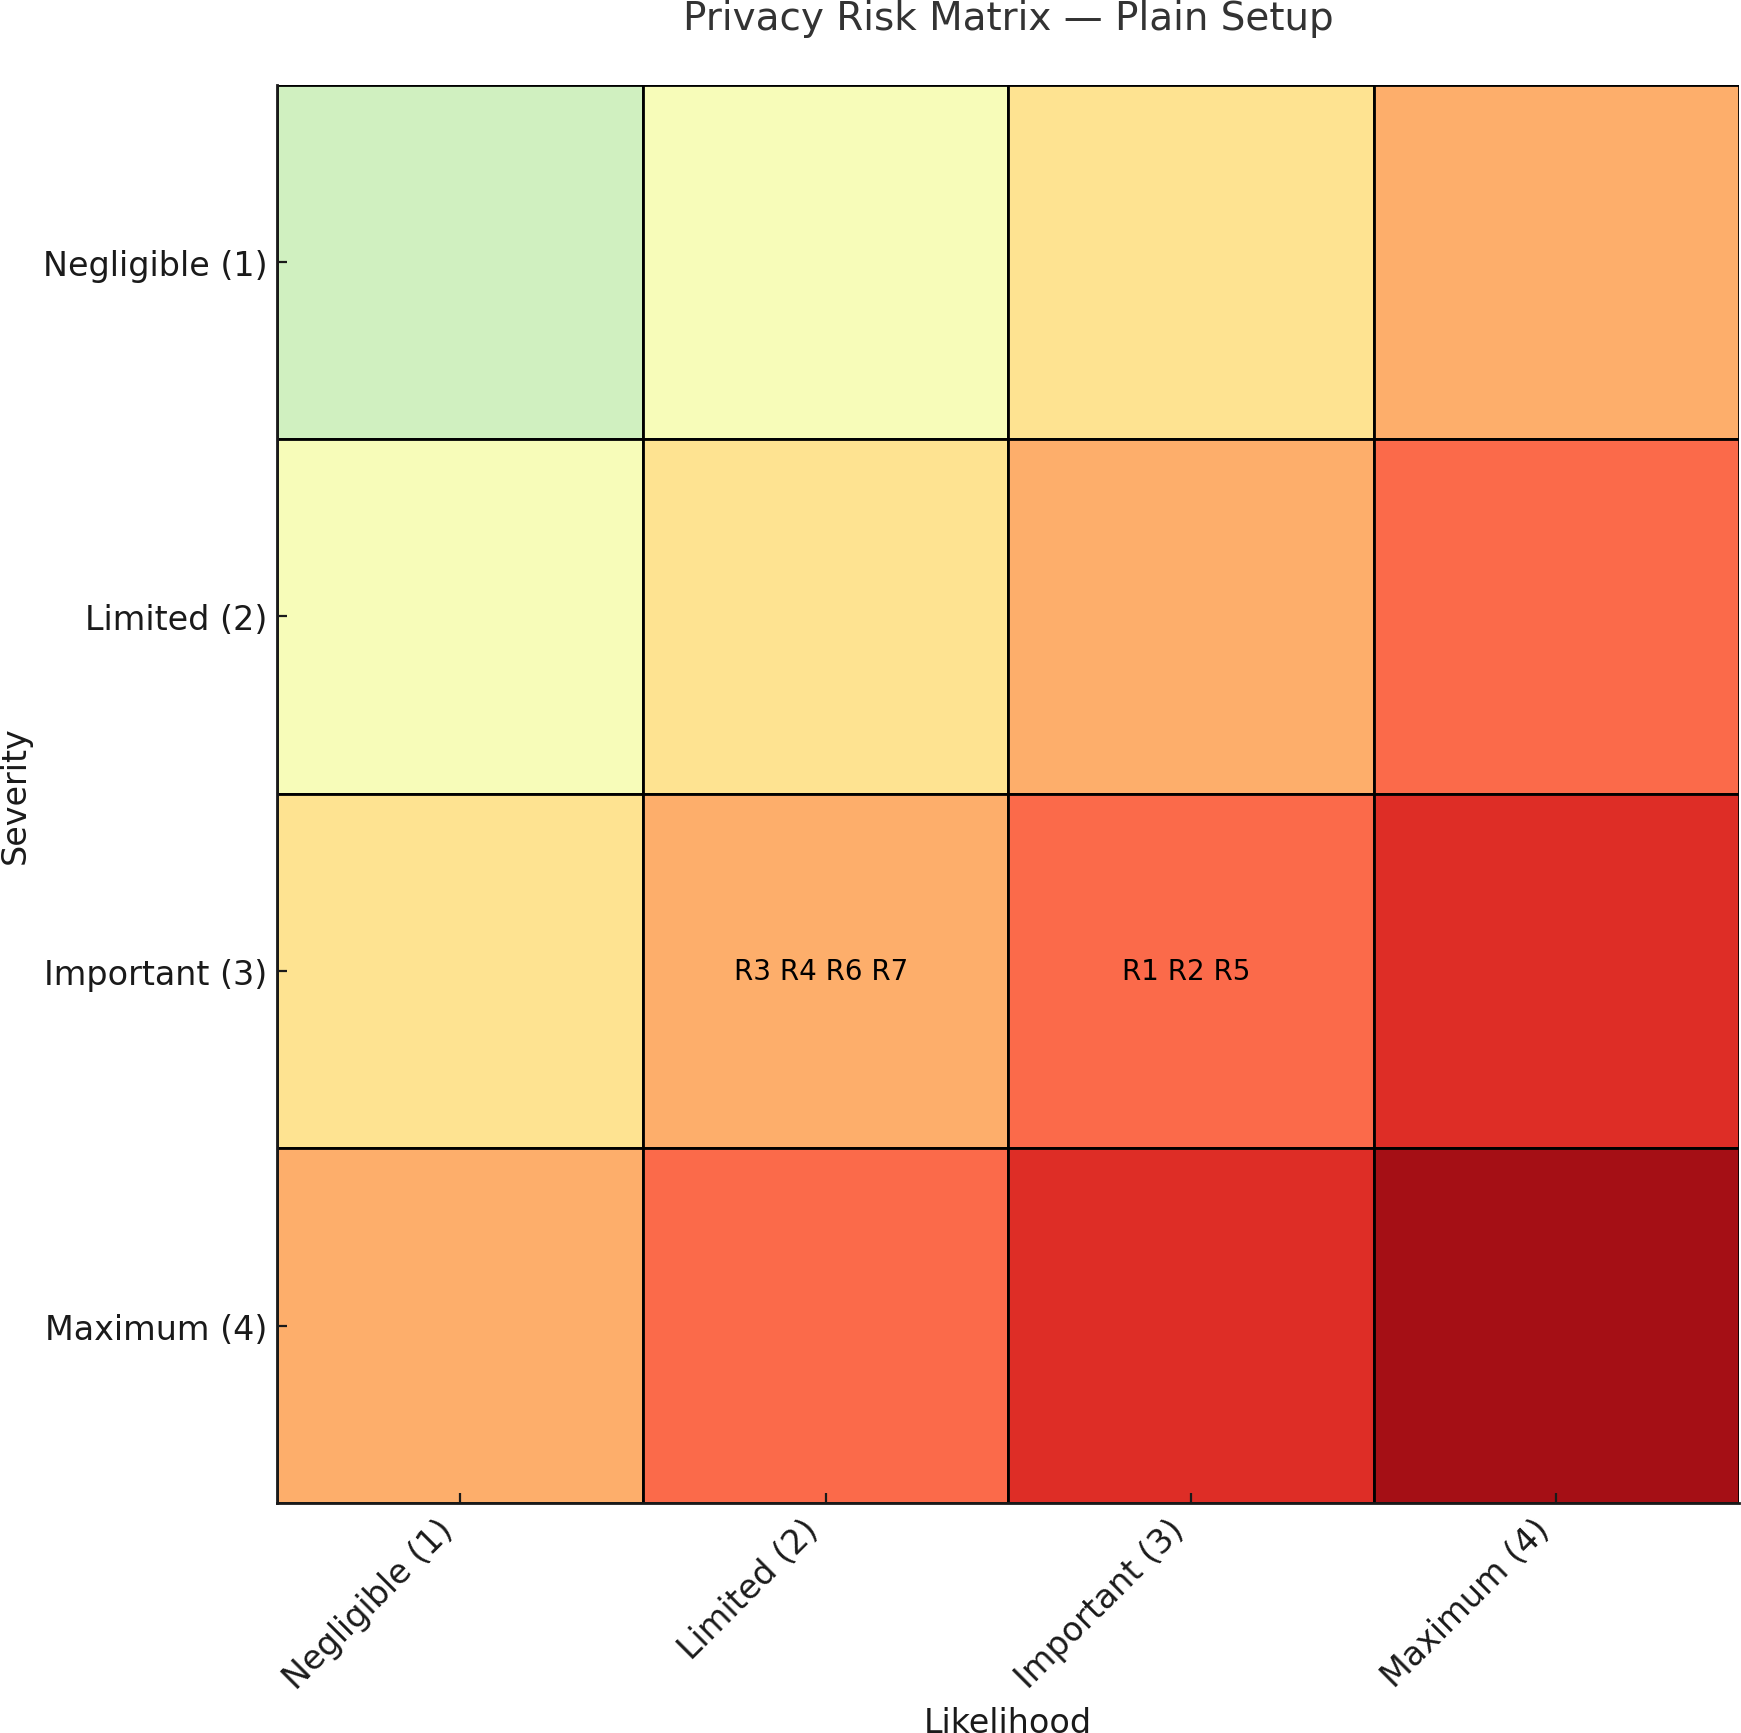 Privacy Risk Matrix — Plain Setup
Negligible (1)
Limited (2)
Severity
Important (3)
R3 R4 R6 R7
R1 R2 R5
Maximum (4)
Negligible (1)
Limited (2)
Important (3)
Maximum (4)
Likelihood